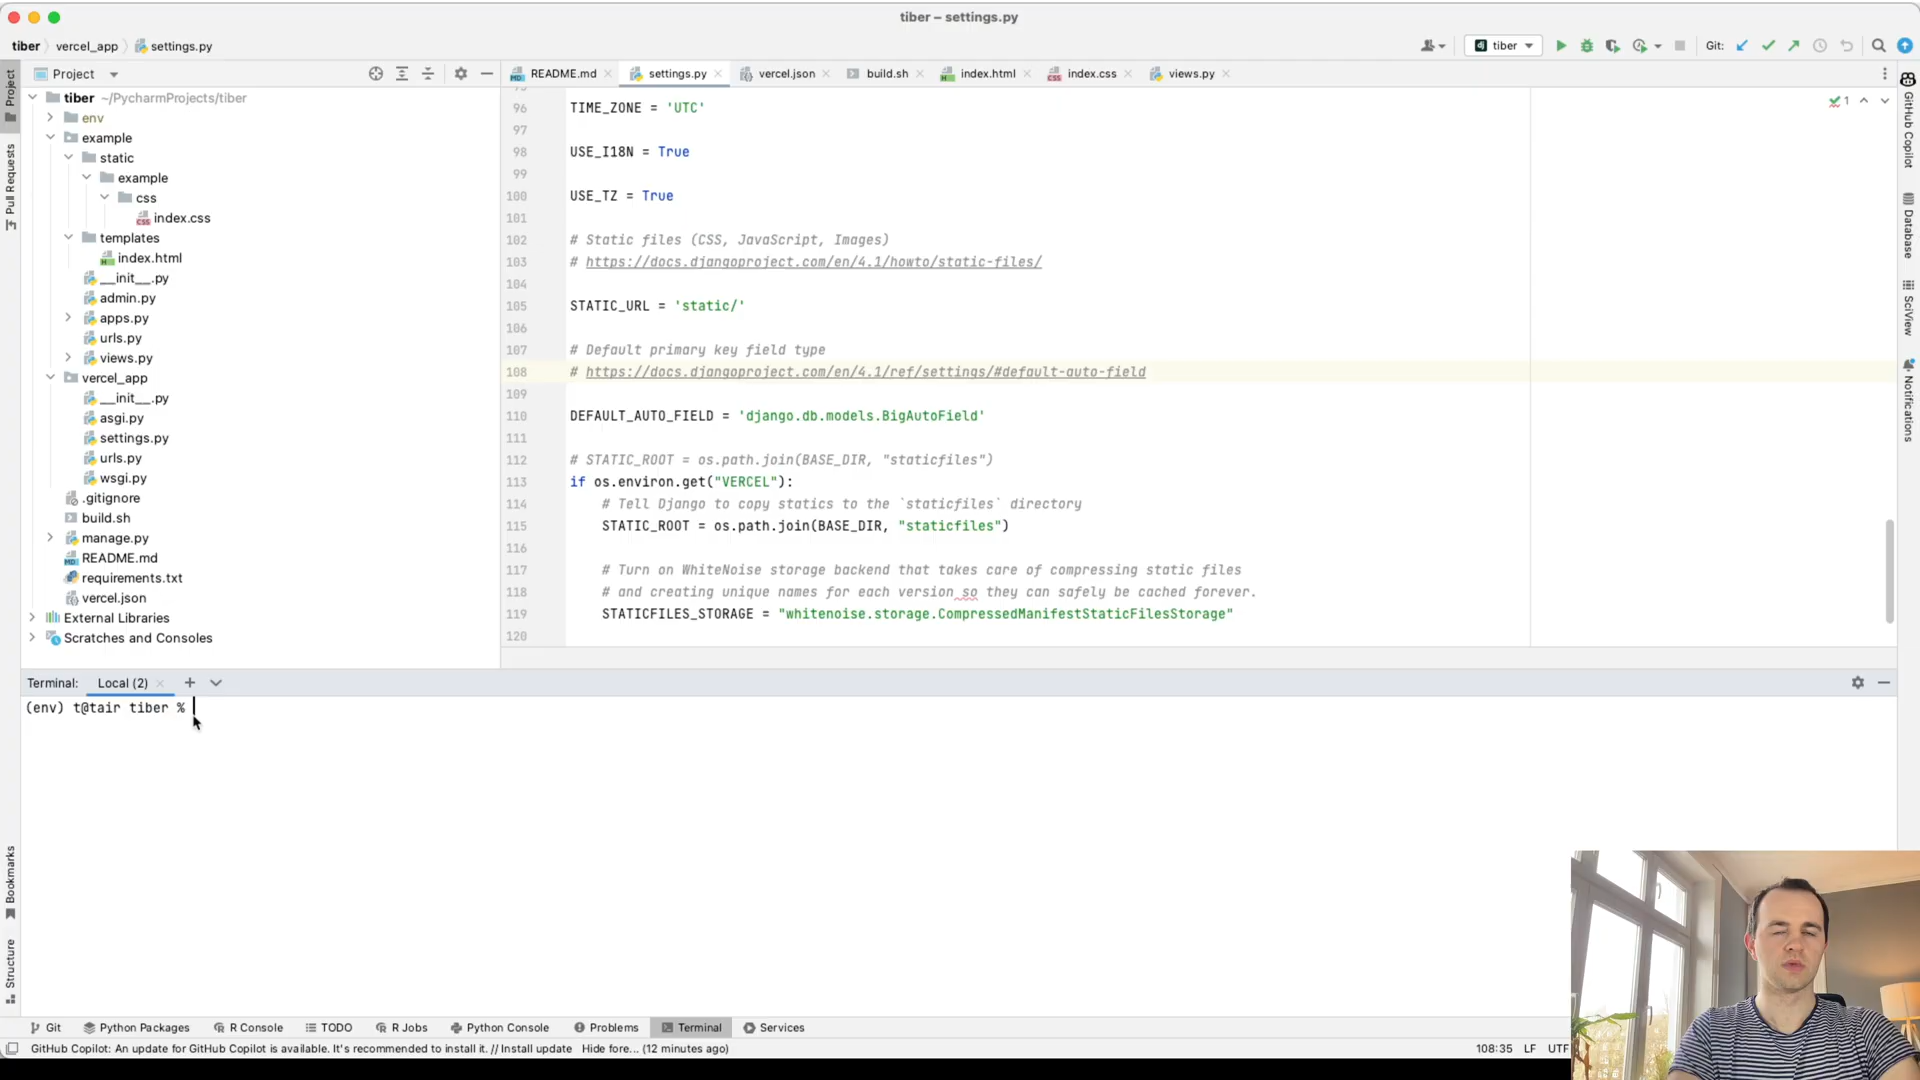 tiber – settings.py
tiber vercel_app settings.py
tiber
Git:
Project
README.md settings.py vercel.json build.sh index.html index.css views.py
tiber ~/PycharmProjects/tiber
env
example
static
example
css
index.css
templates
index.html
__init__.py
admin.py
apps.py
urls.py
views.py
vercel_app
__init__.py
asgi.py
settings.py
urls.py
wsgi.py
.gitignore
build.sh
manage.py
README.md
requirements.txt
vercel.json
External Libraries
Scratches and Consoles
95
96 TIME_ZONE = 'UTC'
97
98 USE_I18N = True
99
100 USE_TZ = True
101
102 # Static files (CSS, JavaScript, Images)
103 # https://docs.djangoproject.com/en/4.1/howto/static-files/
104
105 STATIC_URL = 'static/'
106
107 # Default primary key field type
108 # https://docs.djangoproject.com/en/4.1/ref/settings/#default-auto-field
109
110 DEFAULT_AUTO_FIELD = 'django.db.models.BigAutoField'
111
112 # STATIC_ROOT = os.path.join(BASE_DIR, "staticfiles")
113 if os.environ.get("VERCEL"):
114 # Tell Django to copy statics to the `staticfiles` directory
115 STATIC_ROOT = os.path.join(BASE_DIR, "staticfiles")
116
117 # Turn on WhiteNoise storage backend that takes care of compressing static files
118 # and creating unique names for each version so they can safely be cached forever.
119 STATICFILES_STORAGE = "whitenoise.storage.CompressedManifestStaticFilesStorage"
120
1
Project
Pull Requests
Bookmarks
Structure
GitHub Copilot
Database
SciView
Notifications
Terminal: Local (2)
(env) t@tair tiber %
Git Python Packages R Console TODO R Jobs Python Console Problems Terminal Services
GitHub Copilot: An update for GitHub Copilot is available. It's recommended to install it. // Install update Hide fore... (12 minutes ago)
108:35 LF UTF